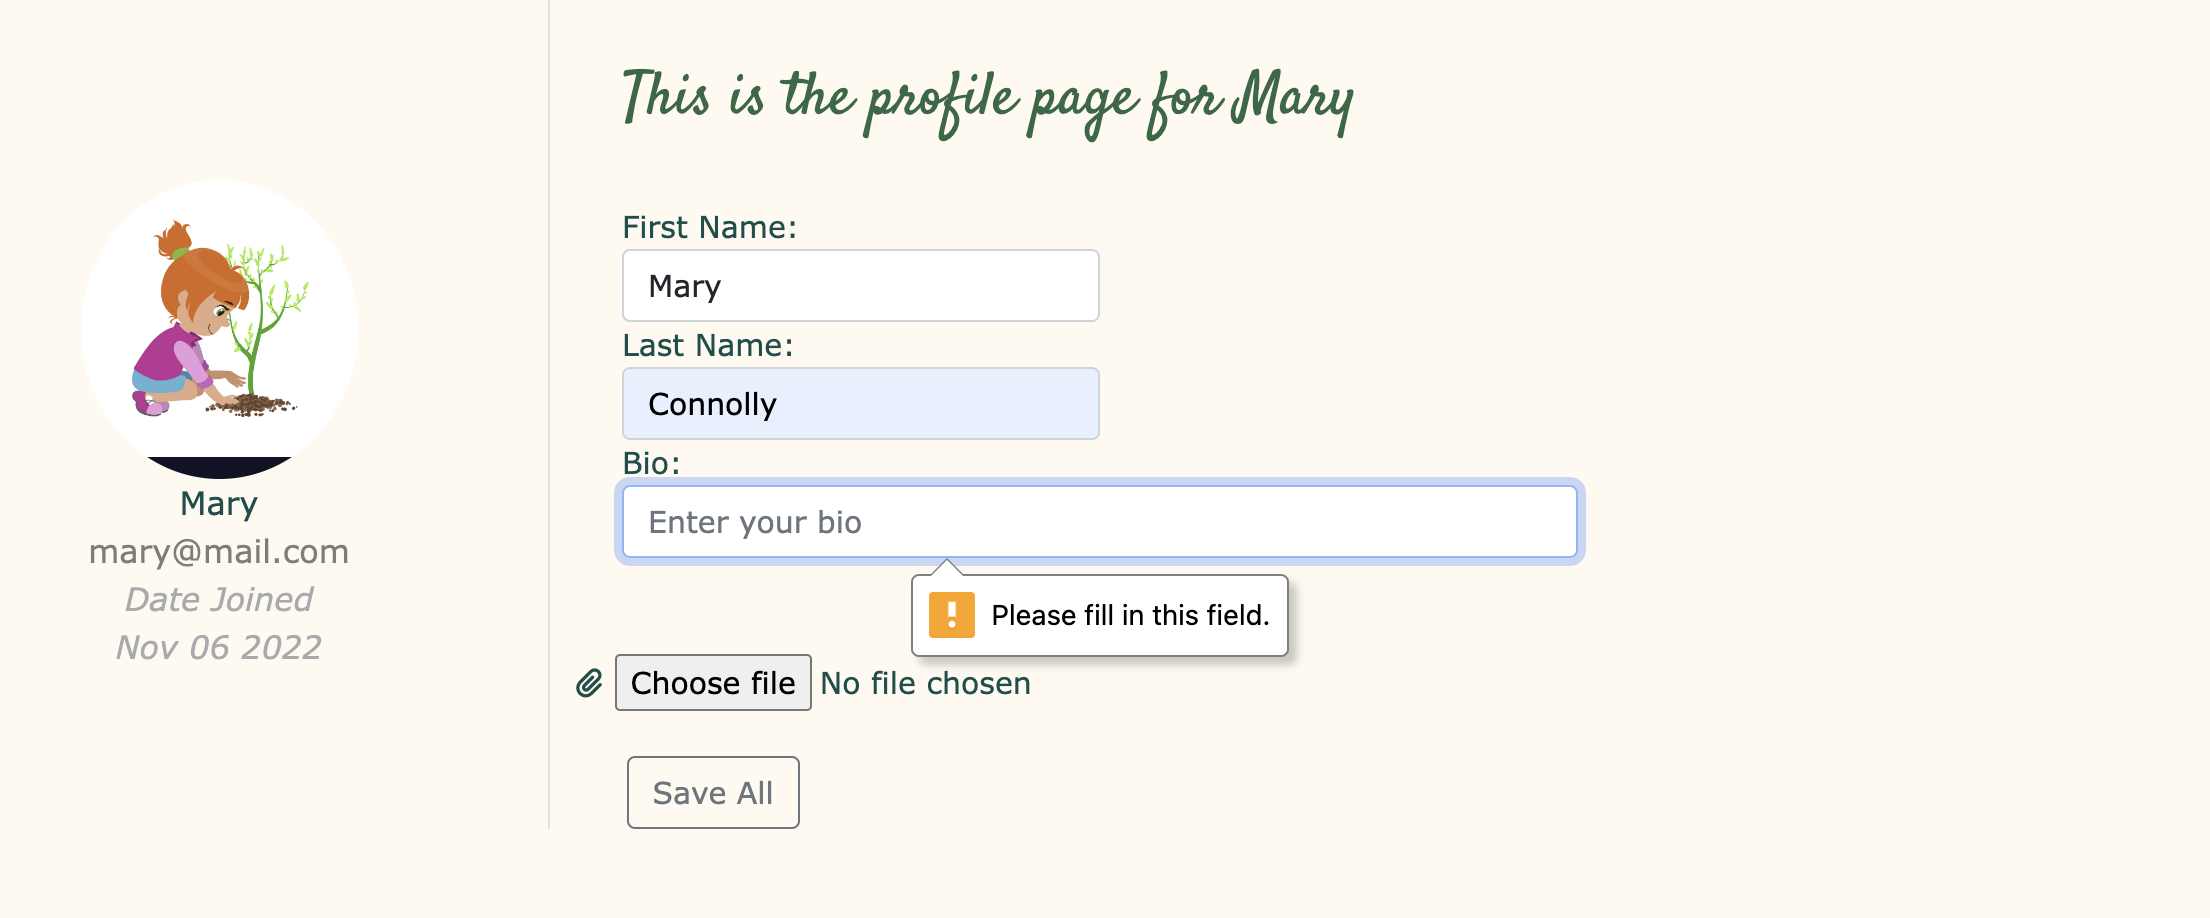 This is the profile page for Mary
First Name:
Mary
Last Name:
Connolly
Bio:
Enter your bio
Please fill in this field.
Choose file No file chosen
Save All
Mary
mary@mail.com
Date Joined
Nov 06 2022